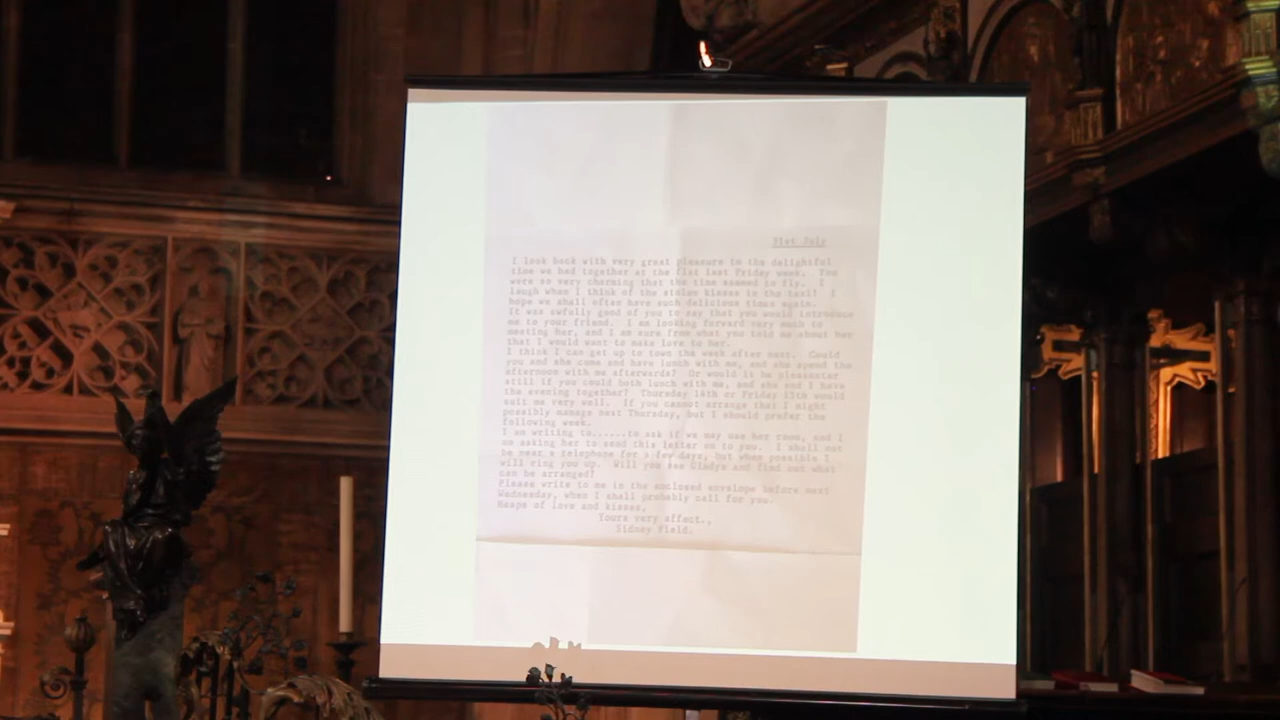 31st July
I look back with very great pleasure to the delightful
time we had together at the flat last Friday week. You
were so very charming that the time seemed to fly. I
laugh when I think of the stolen kisses in the taxi! I
hope we shall often have such delicious times again.
It was awfully good of you to say that you would introduce
me to your friend. I am looking forward very much to
meeting her, and I am sure from what you told me about her
that I would want to make love to her.
I think I can get up to town the week after next. Could
you and she come and have lunch with me, and she spend the
afternoon with me afterwards? Or would it be pleasanter
still if you could both lunch with me, and she and I have
the evening together? Thursday 14th or Friday 15th would
suit me very well. If you cannot arrange that I might
possibly manage next Thursday, but I should prefer the
following week.
I am writing to......to ask if we may use her room, and I
am asking her to send this letter on to you. I shall not
be near a telephone for a few days, but when possible I
will ring you up. Will you see Gladys and find out what
can be arranged?
Please write to me in the enclosed envelope before next
Wednesday, when I shall probably call for you.
Heaps of love and kisses,
Yours very affect.,
Sidney Field.